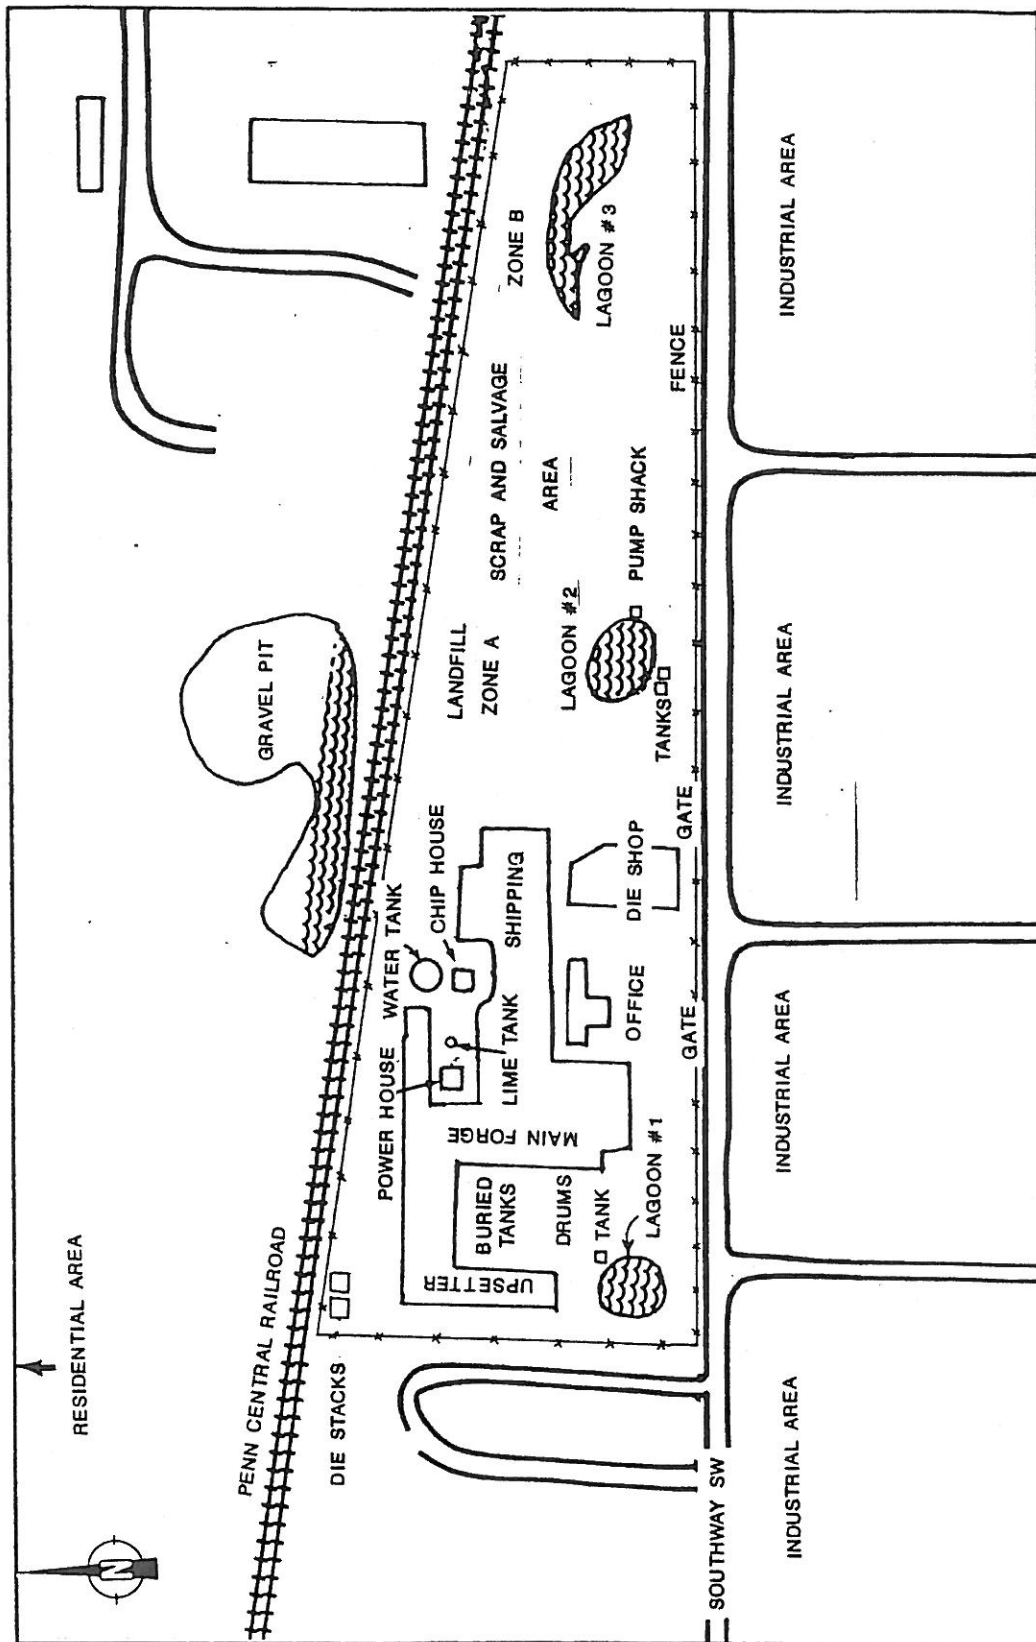 RESIDENTIAL AREA
N
PENN CENTRAL RAILROAD
DIE STACKS
GRAVEL PIT
POWER HOUSE
WATER TANK
CHIP HOUSE
LIME TANK
SHIPPING
MAIN FORGE
UPSETTER
BURIED
TANKS
DRUMS
TANK
LAGOON #1
OFFICE
DIE SHOP
GATE
GATE
LANDFILL
ZONE A
LAGOON #2
TANKS
PUMP SHACK
SCRAP AND SALVAGE
AREA
ZONE B
LAGOON #3
FENCE
SOUTHWAY SW
INDUSTRIAL AREA
INDUSTRIAL AREA
INDUSTRIAL AREA
INDUSTRIAL AREA